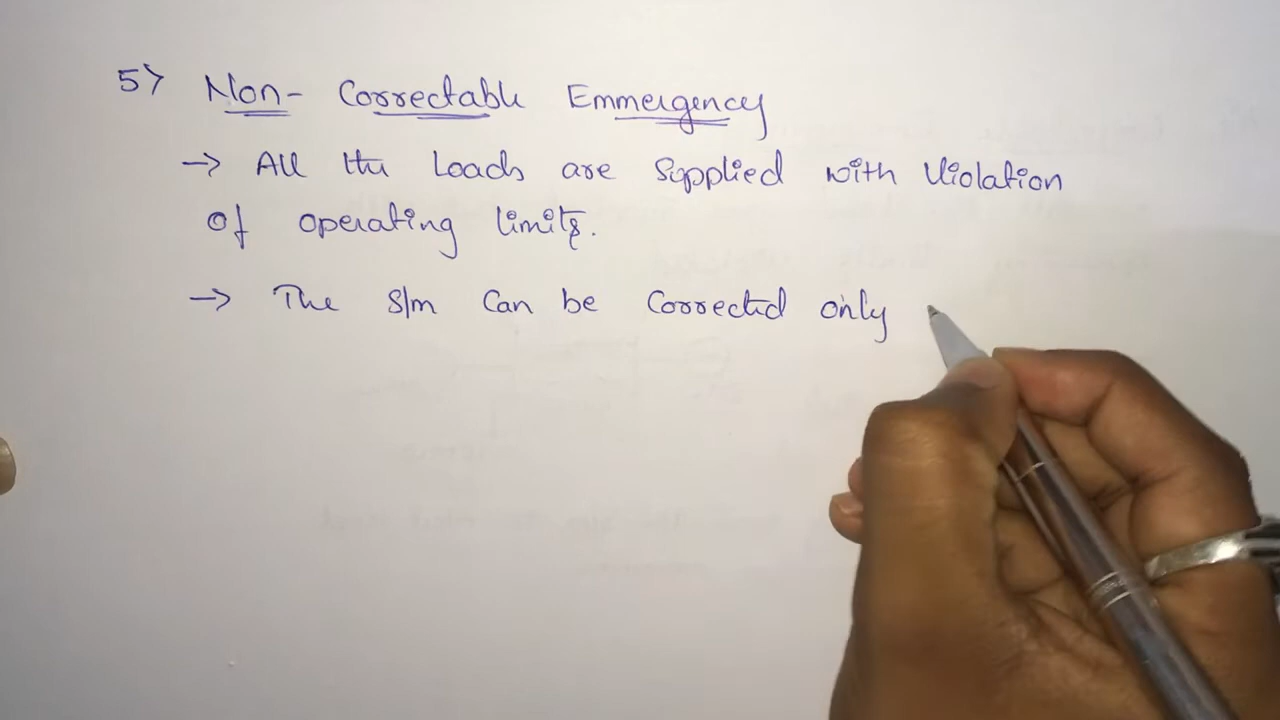 5) Non- Correctable Emmergency
→ All the Loads are Supplied with Violation
of operating limits.
→ The S/m Can be Corrected only